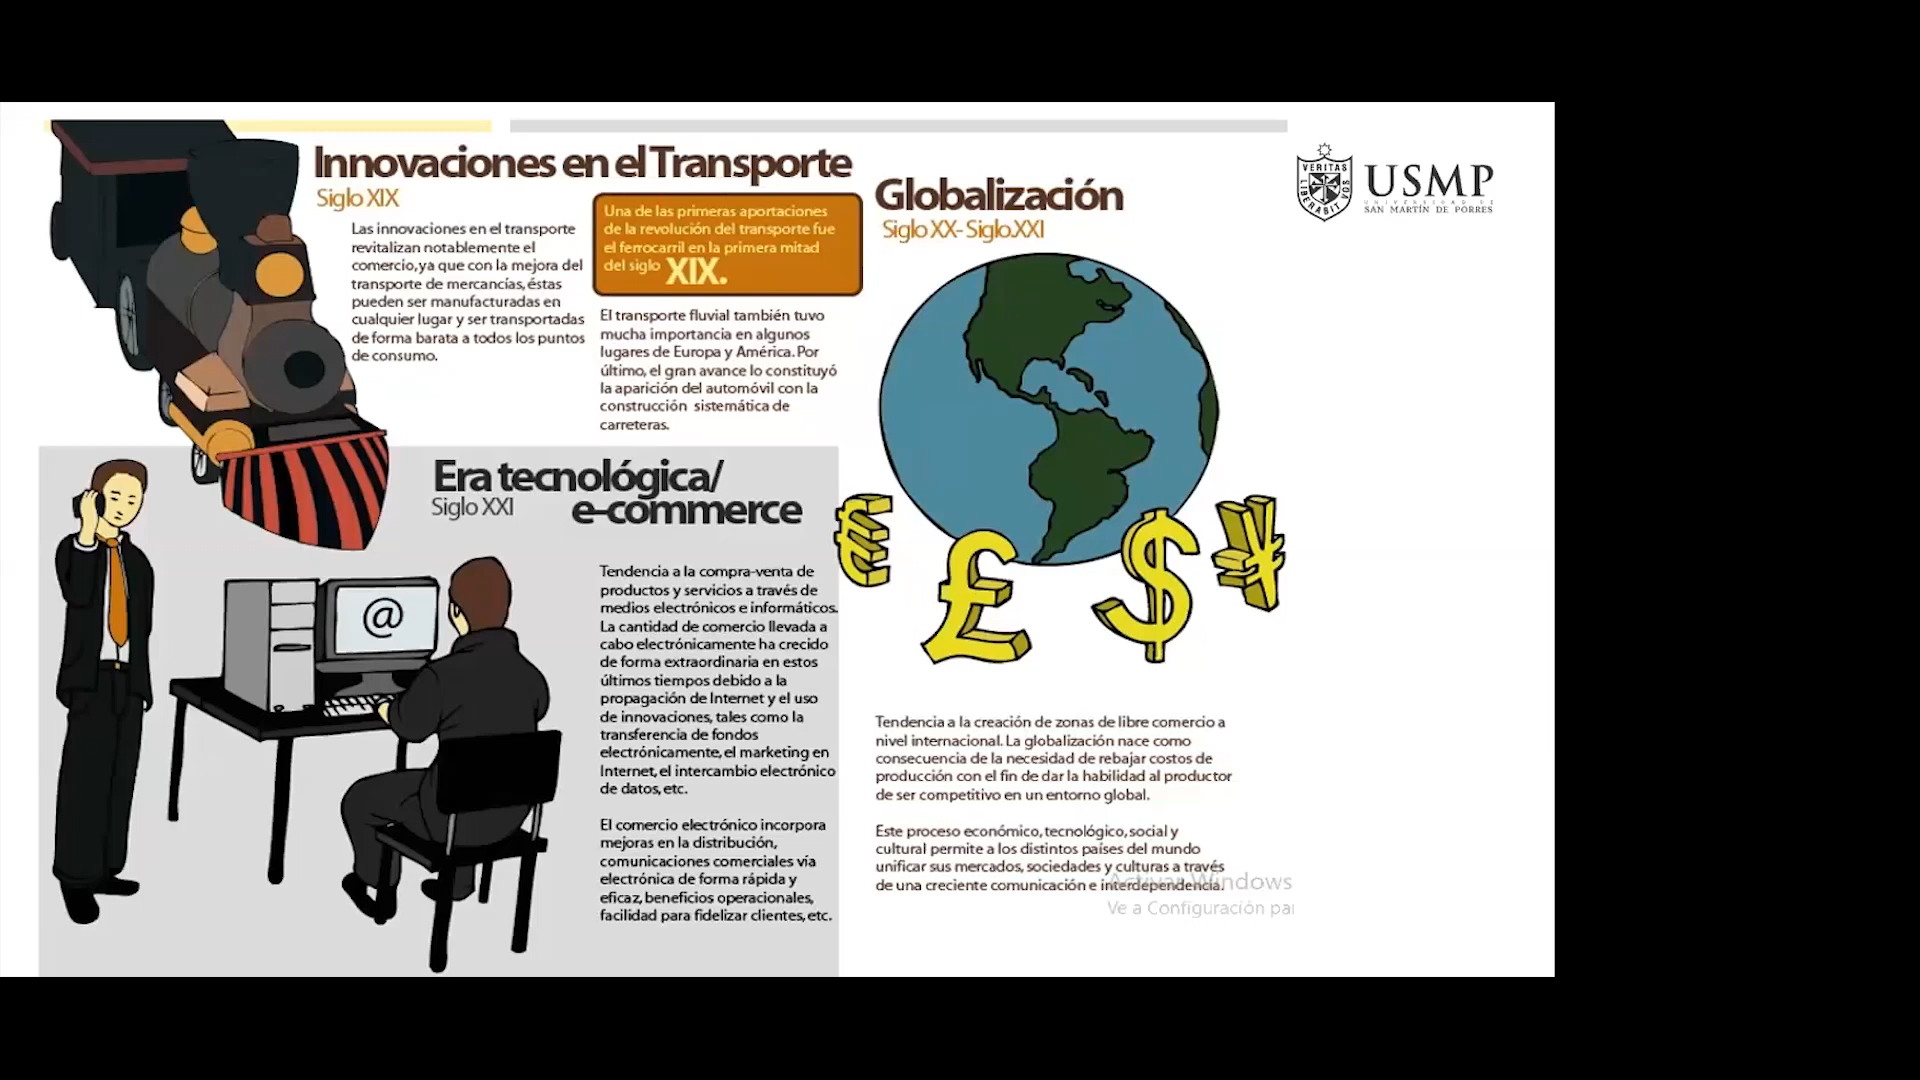 Innovaciones en el Transporte
Siglo XIX
Las innovaciones en el transporte
revitalizan notablemente el
comercio, ya que con la mejora del
transporte de mercancías, éstas
pueden ser manufacturadas en
cualquier lugar y ser transportadas
de forma barata a todos los puntos
de consumo.
Una de las primeras aportaciones
de la revolución del transporte fue
el ferrocarril en la primera mitad
del siglo XIX.
El transporte fluvial también tuvo
mucha importancia en algunos
lugares de Europa y América. Por
último, el gran avance lo constituyó
la aparición del automóvil con la
construcción sistemática de
carreteras.
Era tecnológica/
Siglo XXI
e-commerce
@
Tendencia a la compra-venta de
productos y servicios a través de
medios electrónicos e informáticos.
La cantidad de comercio llevada a
cabo electrónicamente ha crecido
de forma extraordinaria en estos
últimos tiempos debido a la
propagación de Internet y el uso
de innovaciones, tales como la
transferencia de fondos
electrónicamente, el marketing en
Internet, el intercambio electrónico
de datos, etc.
El comercio electrónico incorpora
mejoras en la distribución,
comunicaciones comerciales vía
electrónica de forma rápida y
eficaz, beneficios operacionales,
facilidad para fidelizar clientes, etc.
Globalización
Siglo XX- Siglo.XXI
€ £ $ ¥
Tendencia a la creación de zonas de libre comercio a
nivel internacional. La globalización nace como
consecuencia de la necesidad de rebajar costos de
producción con el fin de dar la habilidad al productor
de ser competitivo en un entorno global.
Este proceso económico, tecnológico, social y
cultural permite a los distintos países del mundo
unificar sus mercados, sociedades y culturas a través
de una creciente comunicación e interdependencia.
Activar Windows
Ve a Configuración par
VERITAS
LIBERABIT VOS
USMP
UNIVERSIDAD DE
SAN MARTÍN DE PORRES